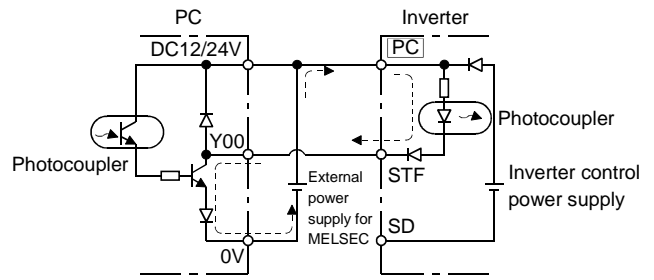 PC
Inverter
DC12/24V
PC
Photocoupler
Y00
Photocoupler
STF
External
power
supply for
MELSEC
Inverter control
power supply
SD
0V